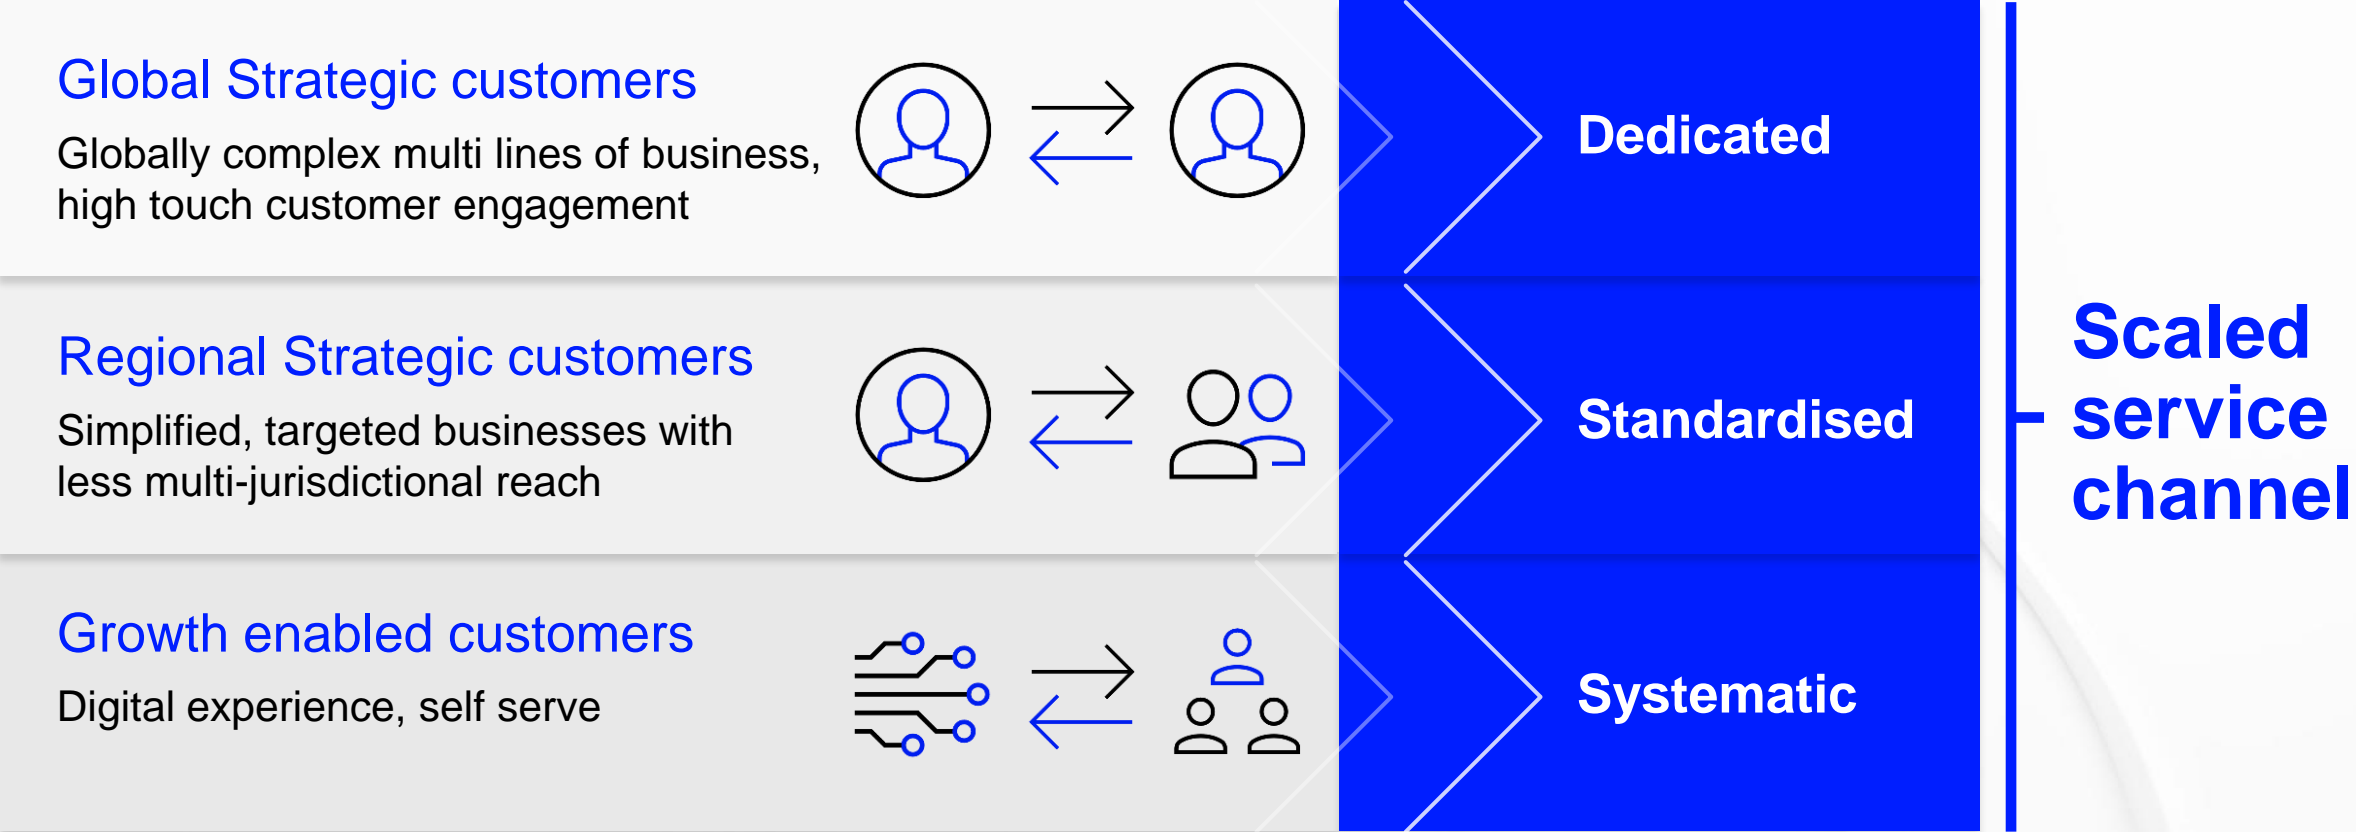 Global Strategic customers
Globally complex multi lines of business,
high touch customer engagement
Dedicated
Regional Strategic customers
Simplified, targeted businesses with
less multi-jurisdictional reach
Standardised
Growth enabled customers
Digital experience, self serve
Systematic
Scaled
service
channel